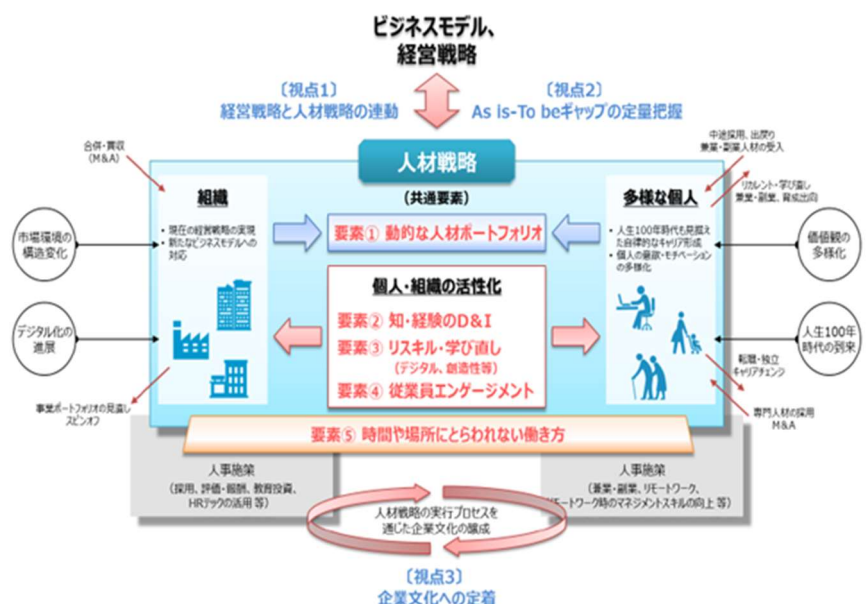 ビジネスモデル、
経営戦略
〔視点1〕
経営戦略と人材戦略の連動
〔視点2〕
As is‐To beギャップの定量把握
合併・買収
（M&A）
中途採用、出戻り
兼業・副業人材の受入
リカレント・学び直し
兼業・副業、育成出向
人材戦略
（共通要素）
組織
・ 現在の経営戦略の実現
・ 新たなビジネスモデルへの
対応
要素① 動的な人材ポートフォリオ
多様な個人
・ 人生100年時代も見据えた
自律的なキャリア形成
・ 個人の意欲・モチベーション
の多様化
市場環境の
構造変化
デジタル化の
進展
価値観の
多様化
人生100年
時代の到来
個人・組織の活性化
要素② 知・経験のD&I
要素③ リスキル・学び直し
（デジタル、創造性等）
要素④ 従業員エンゲージメント
転職・独立
キャリアチェンジ
事業ポートフォリオの見直し
スピンオフ
専門人材の採用
M&A
要素⑤ 時間や場所にとらわれない働き方
人事施策
（採用、評価・報酬、教育投資、
HRテックの活用 等）
人事施策
（兼業・副業、リモートワーク、
リモートワーク時のマネジメントスキルの向上 等）
人材戦略の実行プロセスを
通じた企業文化の醸成
〔視点3〕
企業文化への定着